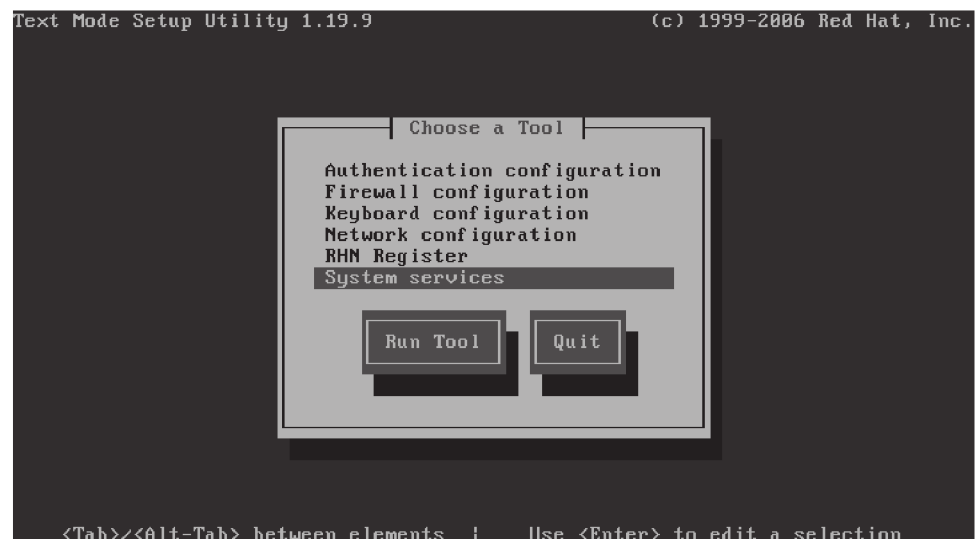 Text Mode Setup Utility 1.19.9 (c) 1999-2006 Red Hat, Inc.
Choose a Tool
Authentication configuration
Firewall configuration
Keyboard configuration
Network configuration
RHN Register
System services
Run Tool Quit
<Tab>/<Alt-Tab> between elements | Use <Enter> to edit a selection